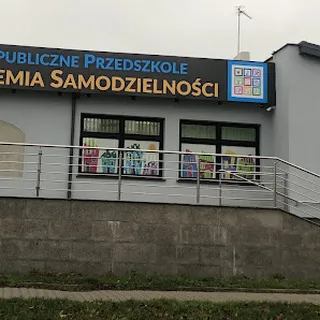 PUBLICZNE PRZEDSZKOLE
EMIA SAMODZIELNOŚCI